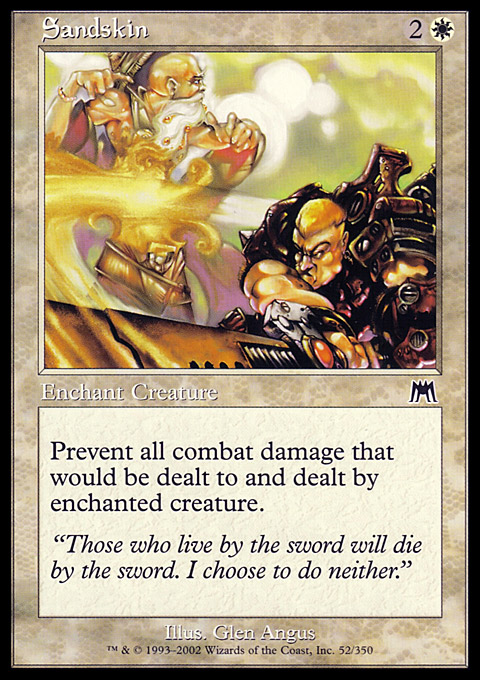 Sandskin 2
Enchant Creature
Prevent all combat damage that
would be dealt to and dealt by
enchanted creature.
“Those who live by the sword will die
by the sword. I choose to do neither.”
Illus. Glen Angus
™ & © 1993–2002 Wizards of the Coast, Inc. 52/350